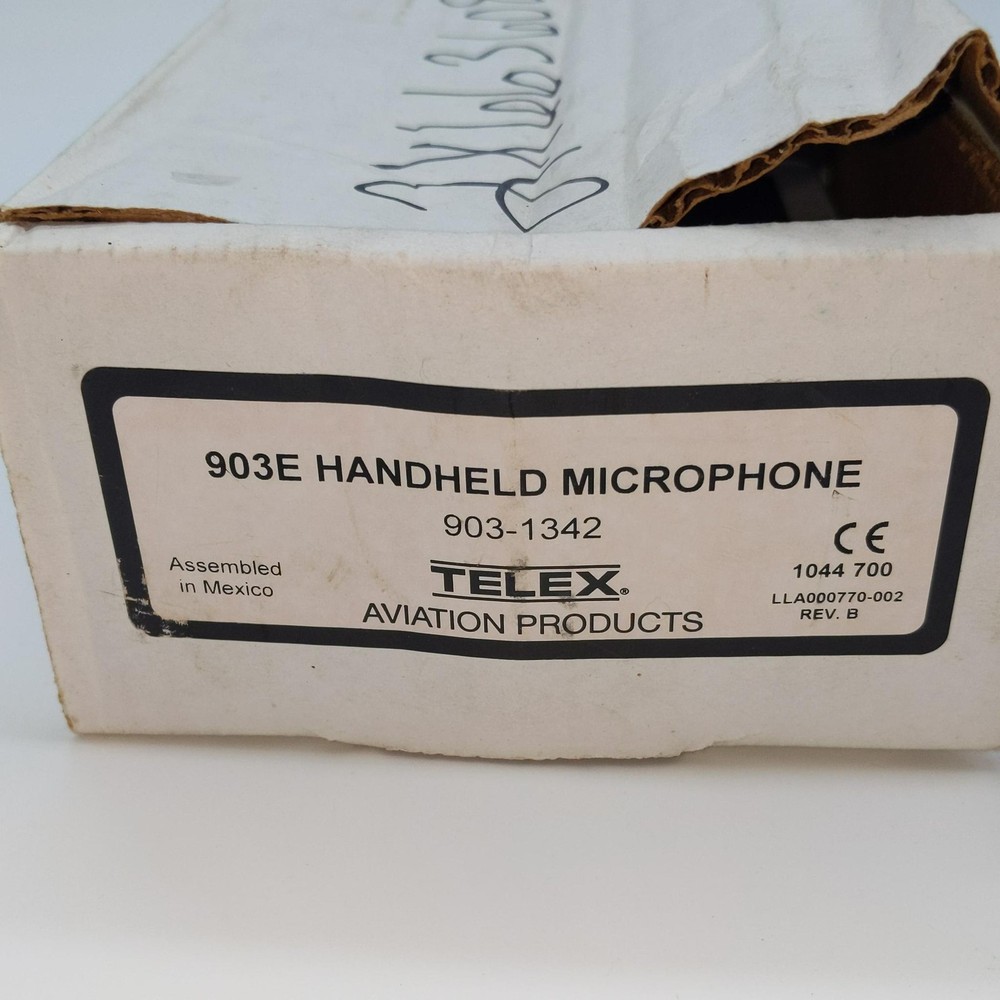 903E HANDHELD MICROPHONE
903-1342
Assembled
in Mexico
TELEX®
AVIATION PRODUCTS
CE
1044 700
LLA000770-002
REV. B